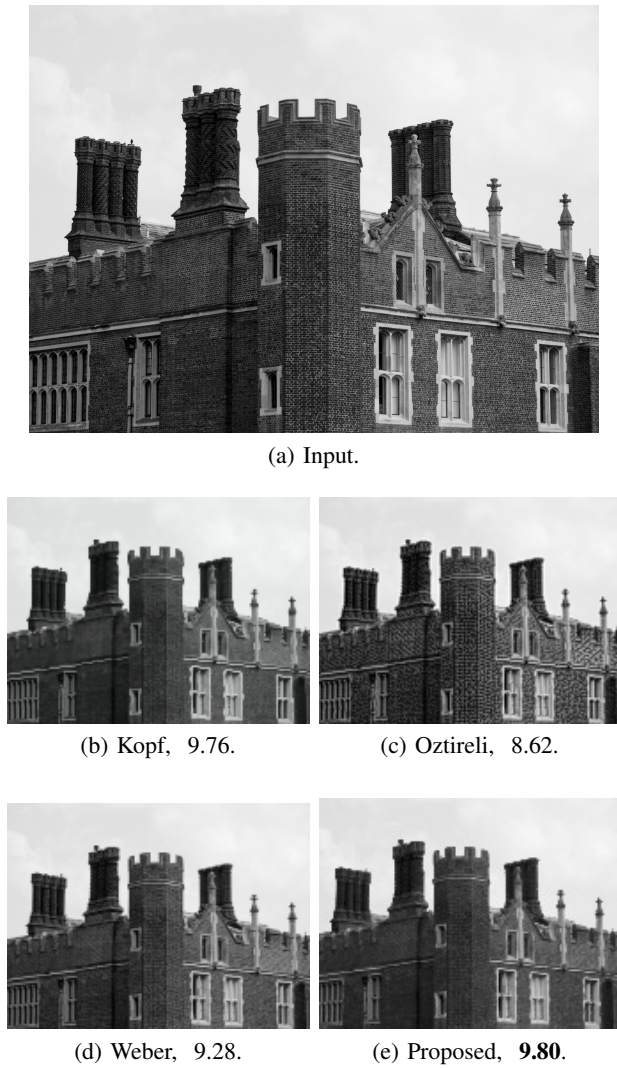 (a) Input.
(b) Kopf, 9.76.
(c) Oztireli, 8.62.
(d) Weber, 9.28.
(e) Proposed, 9.80.